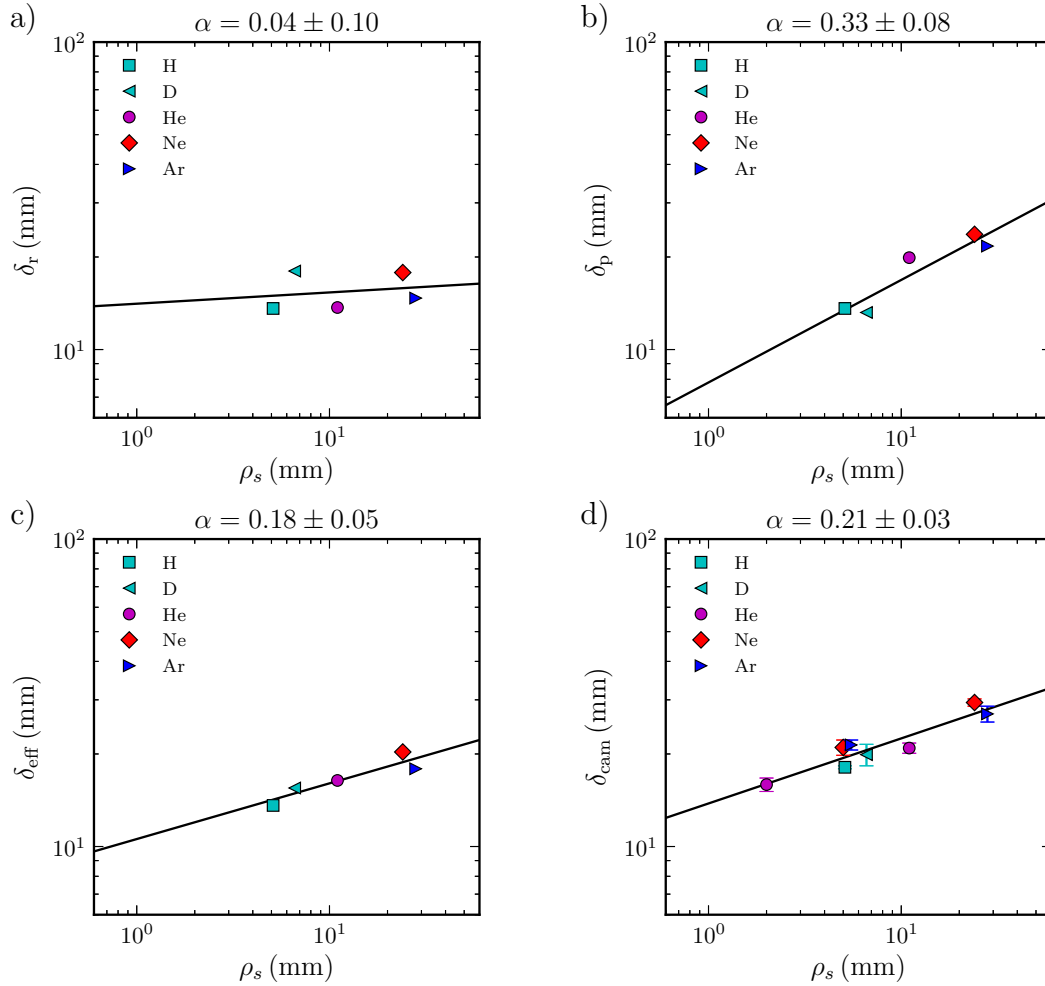 a) α = 0.04 ± 0.10
10²
H
D
He
Ne
Ar
δr (mm)
10¹
10⁰ 10¹
ρs (mm)
b) α = 0.33 ± 0.08
10²
H
D
He
Ne
Ar
δp (mm)
10¹
10⁰ 10¹
ρs (mm)
c) α = 0.18 ± 0.05
10²
H
D
He
Ne
Ar
δeff (mm)
10¹
10⁰ 10¹
ρs (mm)
d) α = 0.21 ± 0.03
10²
H
D
He
Ne
Ar
δcam (mm)
10¹
10⁰ 10¹
ρs (mm)